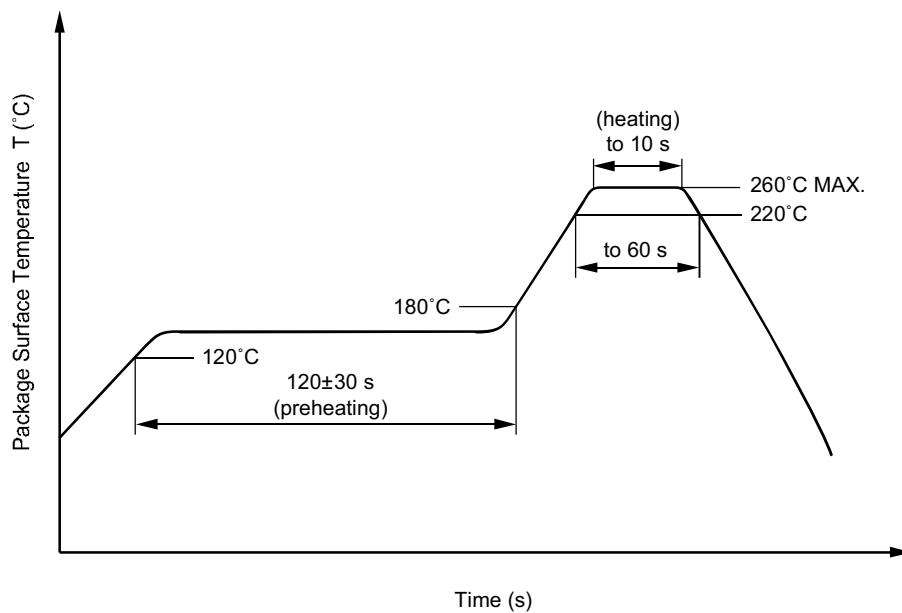 Package Surface Temperature T (˚C)
(heating)
to 10 s
260˚C MAX.
220˚C
to 60 s
180˚C
120˚C
120±30 s
(preheating)
Time (s)